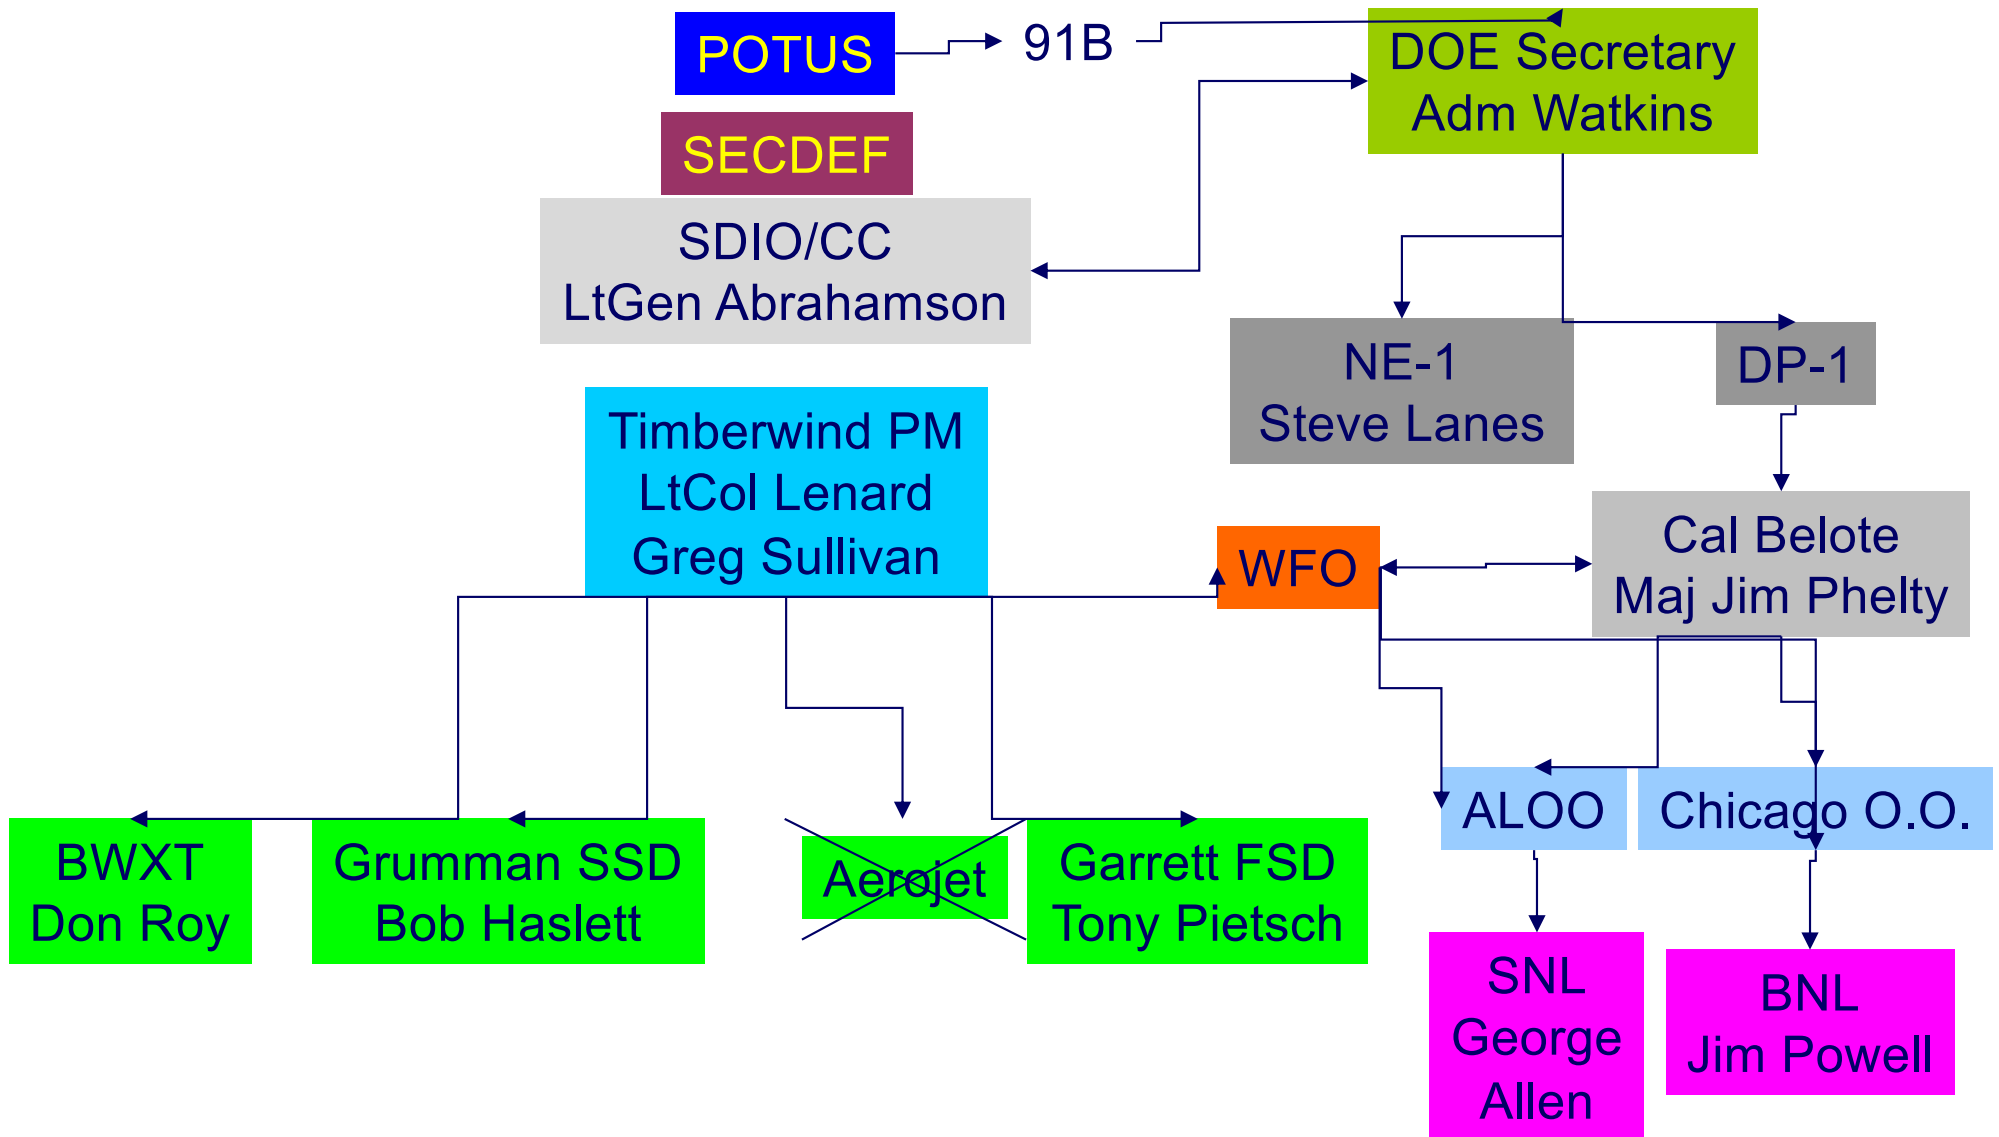 POTUS
91B
DOE Secretary
Adm Watkins
SECDEF
SDIO/CC
LtGen Abrahamson
NE-1
Steve Lanes
DP-1
Timberwind PM
LtCol Lenard
Greg Sullivan
WFO
Cal Belote
Maj Jim Phelty
BWXT
Don Roy
Grumman SSD
Bob Haslett
Aerojet
Garrett FSD
Tony Pietsch
ALOO
Chicago O.O.
SNL
George
Allen
BNL
Jim Powell